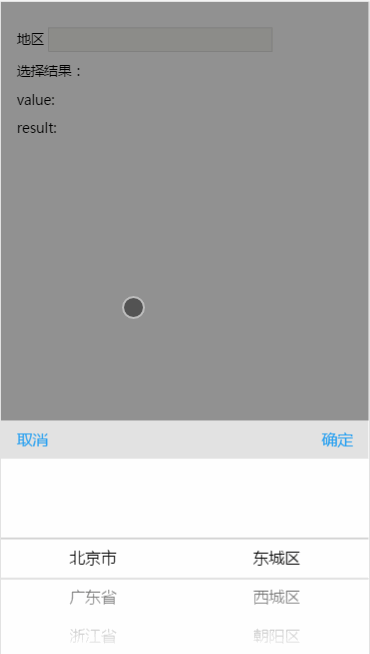 地区
选择结果：
value:
result:
取消 确定
北京市 东城区
广东省 西城区
浙江省 朝阳区